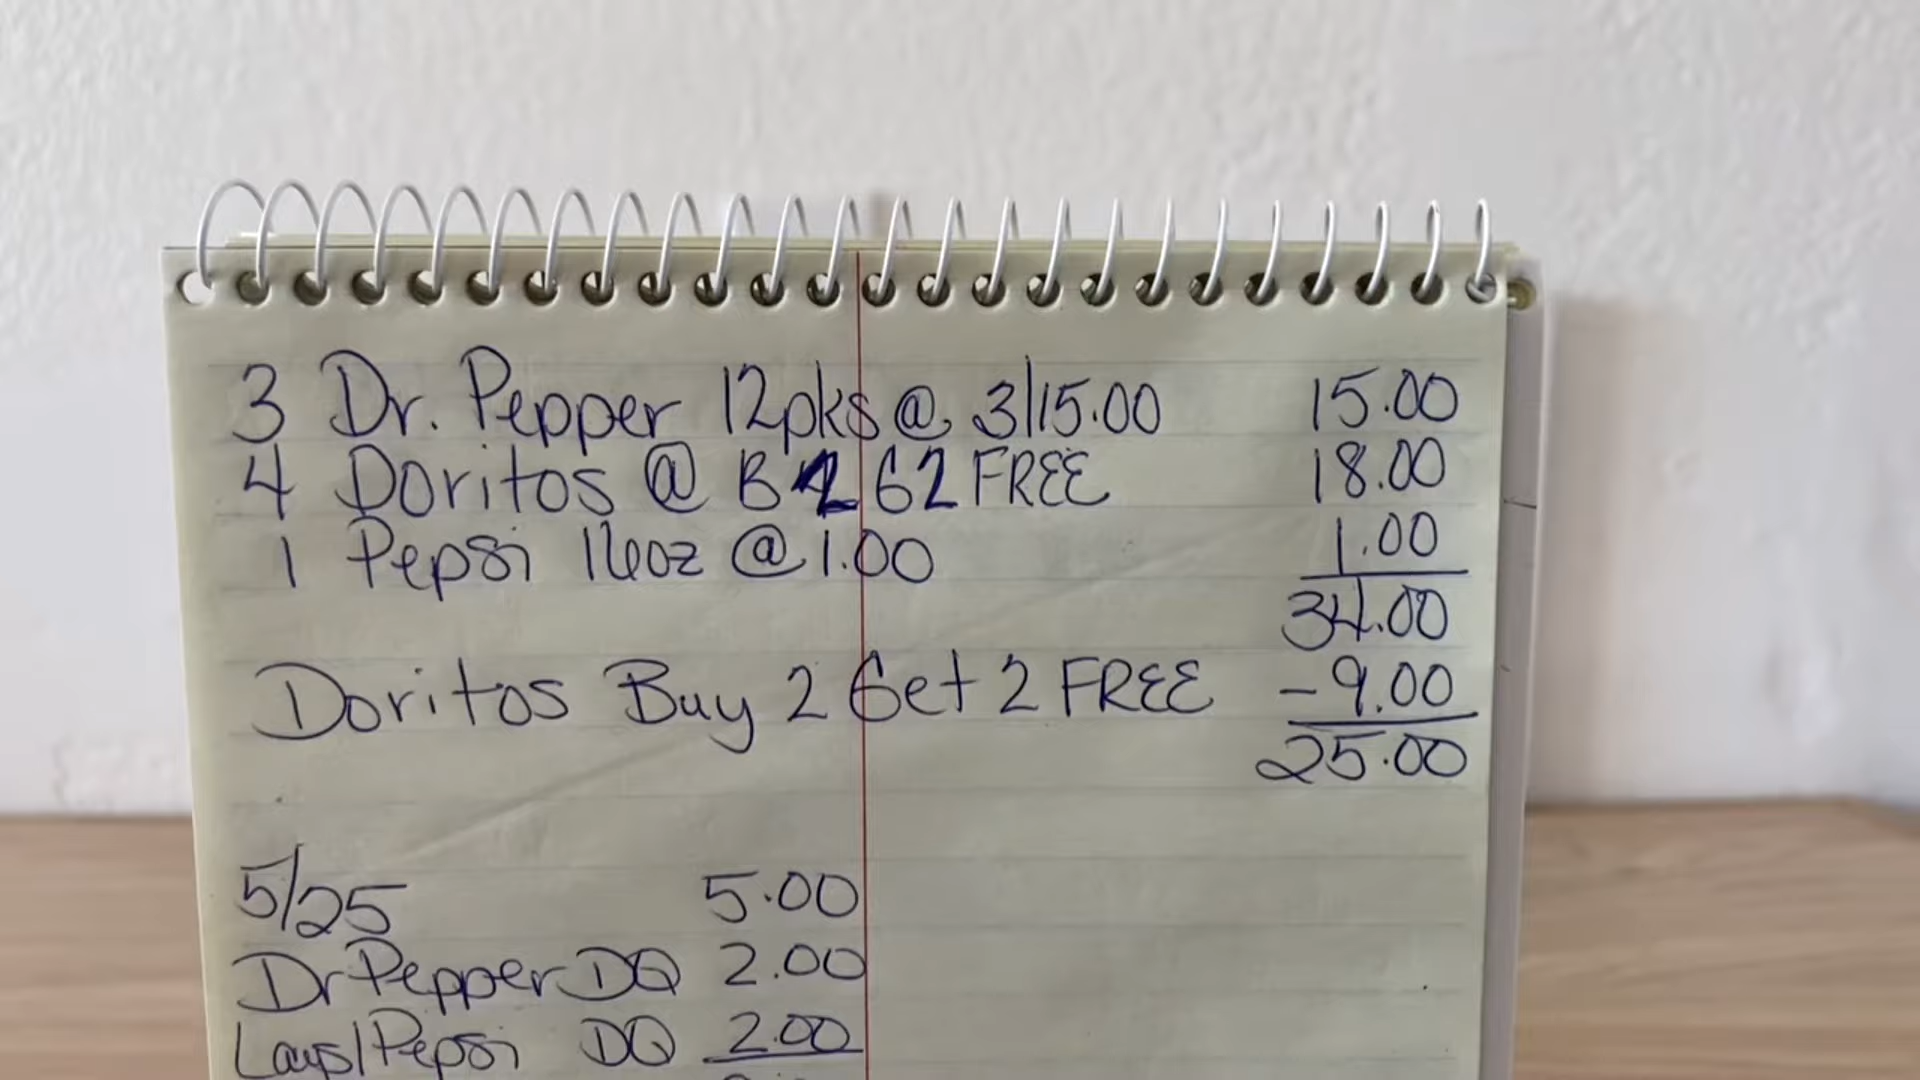 3 Dr. Pepper 12pks @ 3/15.00 15.00
4 Doritos @ B2 G2 FREE 18.00
1 Pepsi 16oz @ 1.00 1.00
34.00
Doritos Buy 2 Get 2 FREE -9.00
25.00
5/25 5.00
Dr Pepper DQ 2.00
Lays/Pepsi DQ 2.00